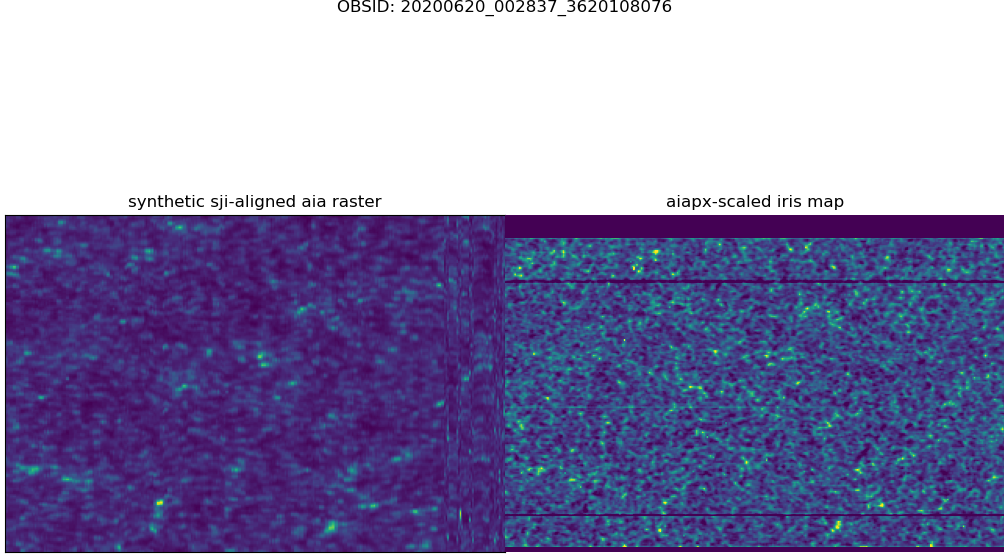 OBSID: 20200620_002837_3620108076
synthetic sji-aligned aia raster
aiapx-scaled iris map